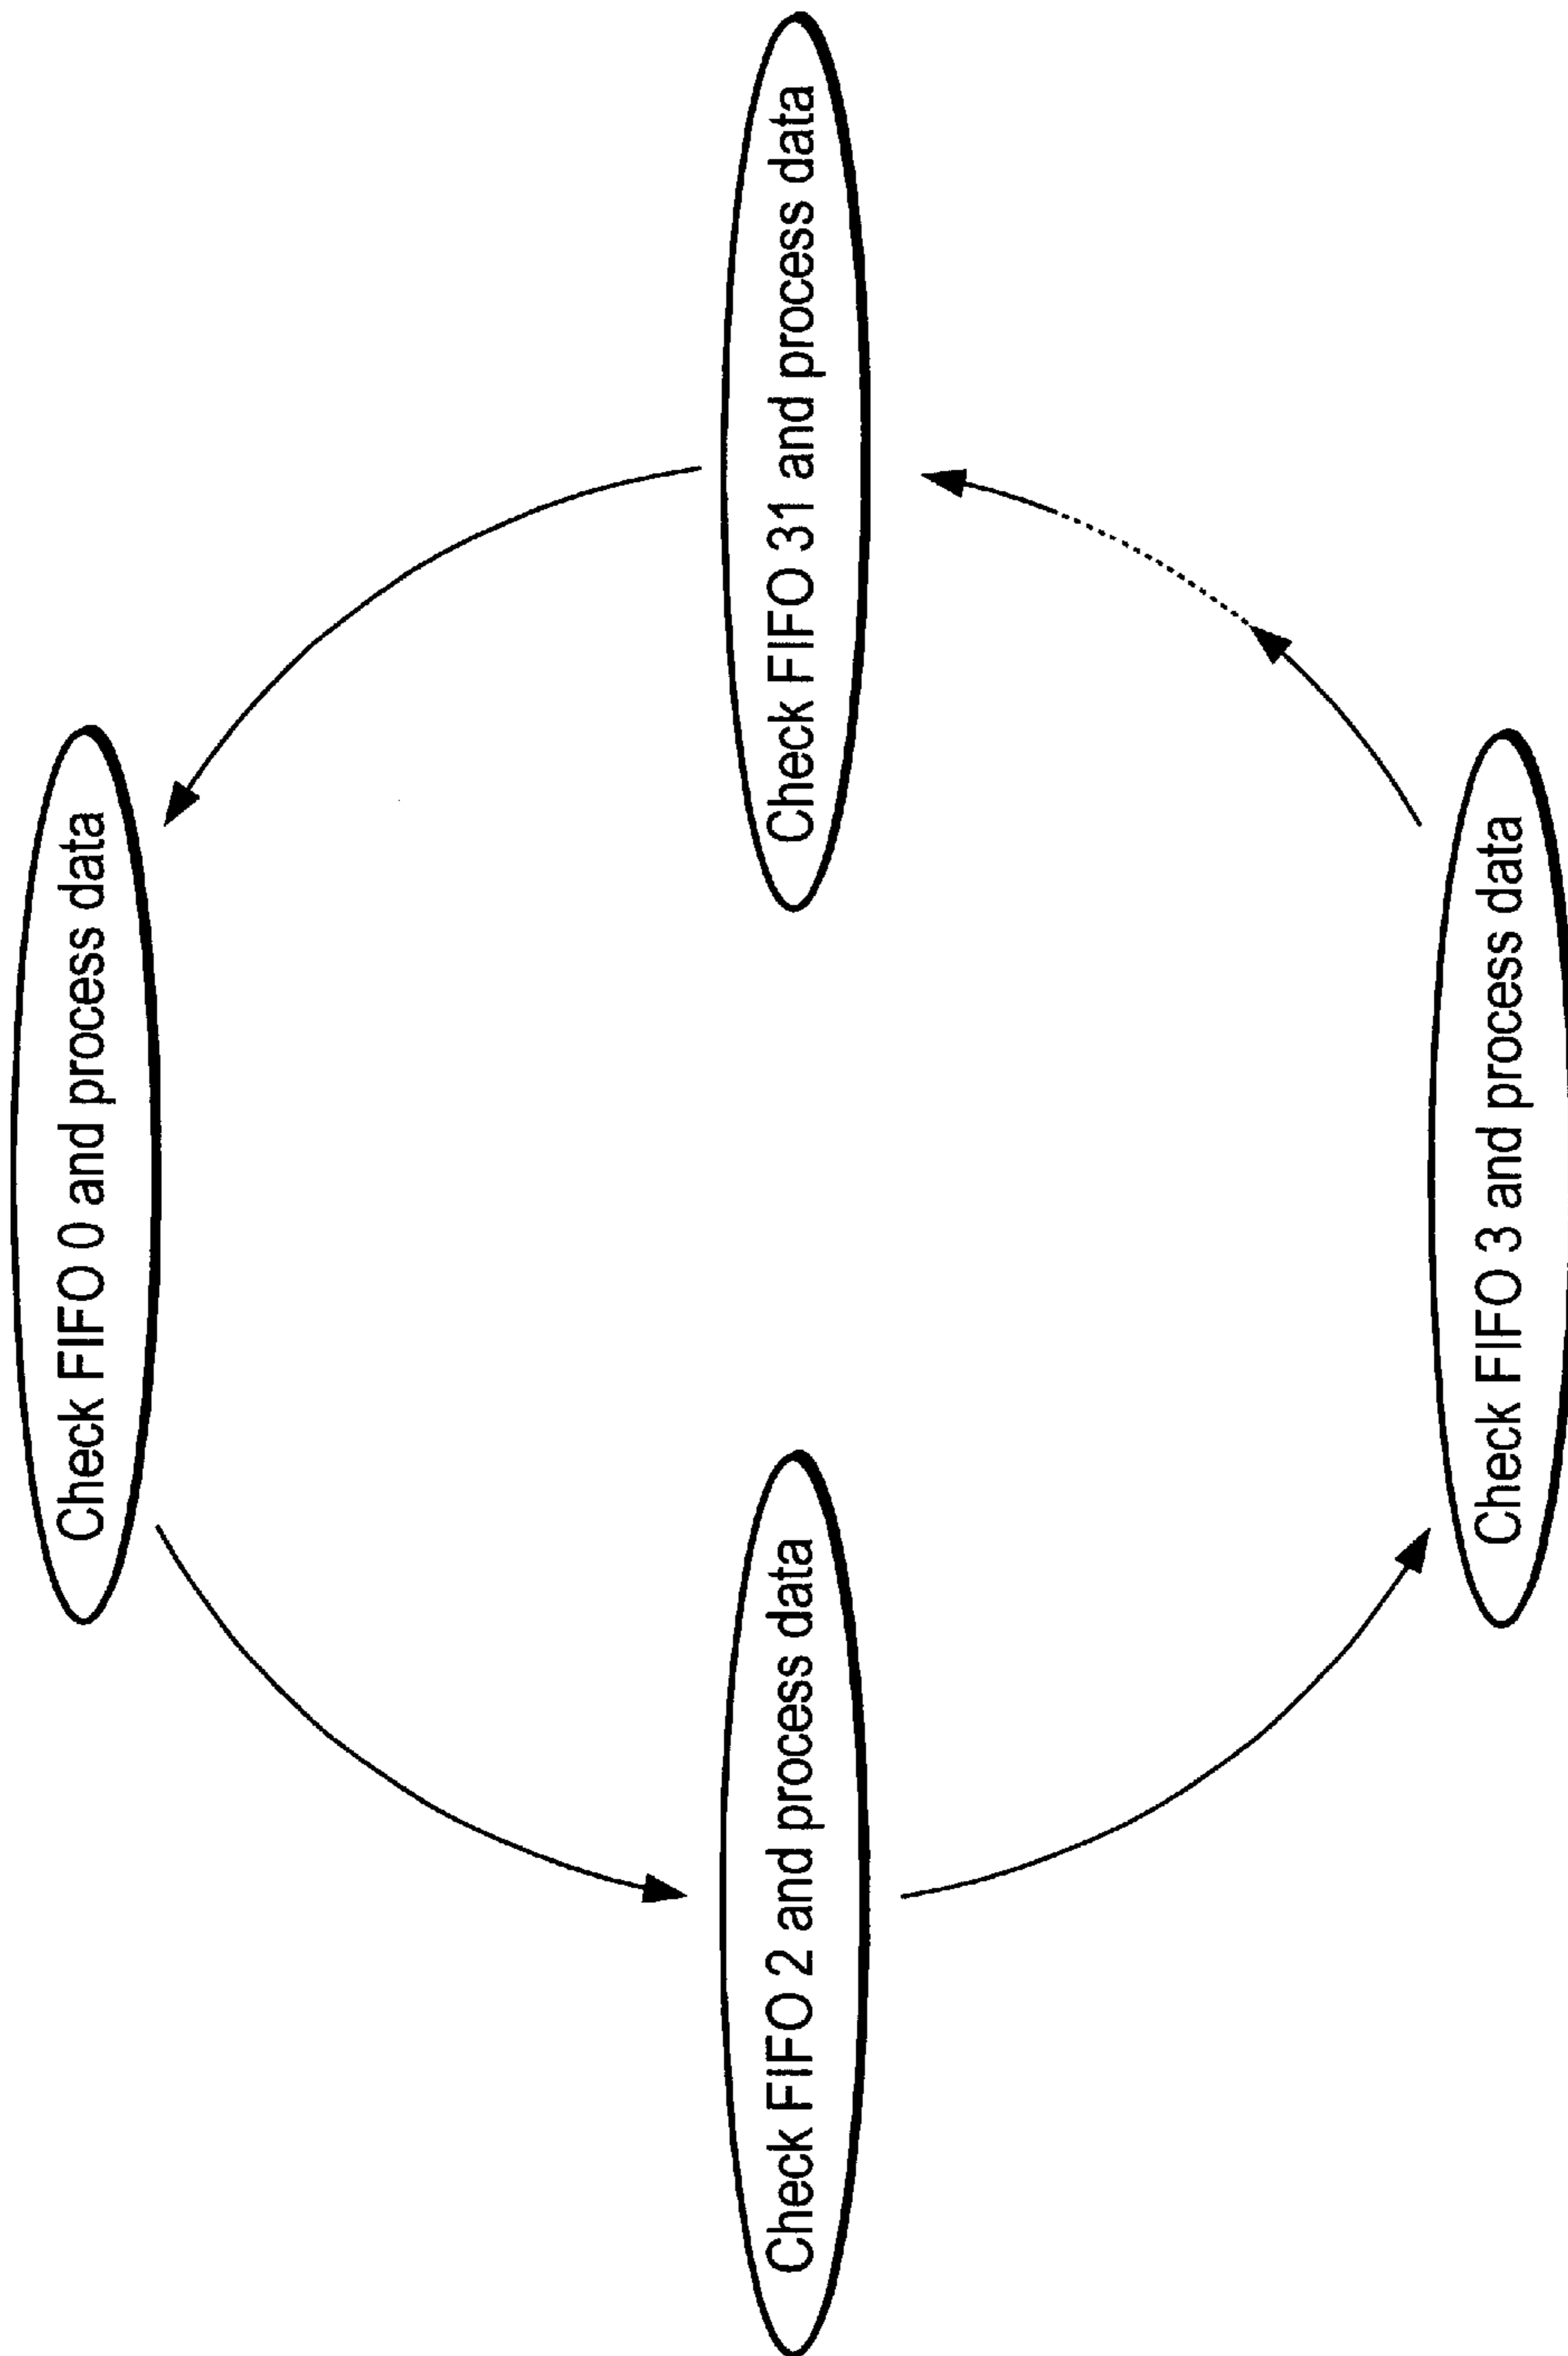 Check FIFO 0 and process data
Check FIFO 2 and process data
Check FIFO 31 and process data
Check FIFO 3 and process data